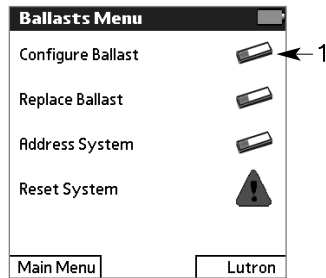 Ballasts Menu
Configure Ballast
1
Replace Ballast
Address System
Reset System
!
Main Menu
Lutron